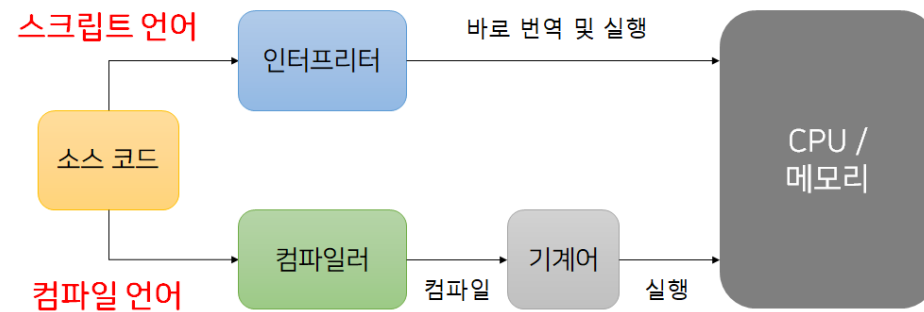 스크립트 언어
인터프리터
바로 번역 및 실행
소스 코드
CPU /
메모리
컴파일러
컴파일
기계어
실행
컴파일 언어